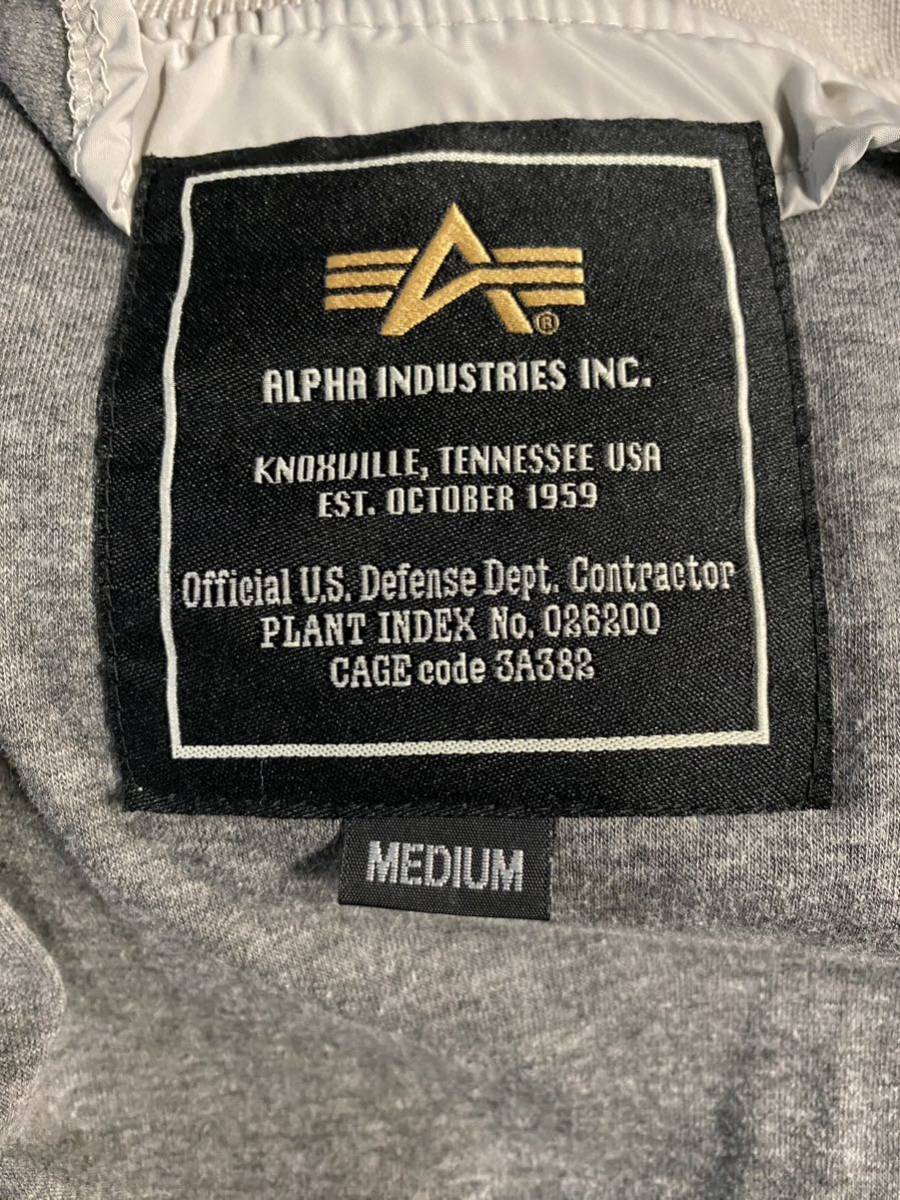 ®
ALPHA INDUSTRIES INC.
KNOXVILLE, TENNESSEE USA
EST. OCTOBER 1959
Official U.S. Defense Dept. Contractor
PLANT INDEX No. 026200
CAGE code 3A382
MEDIUM